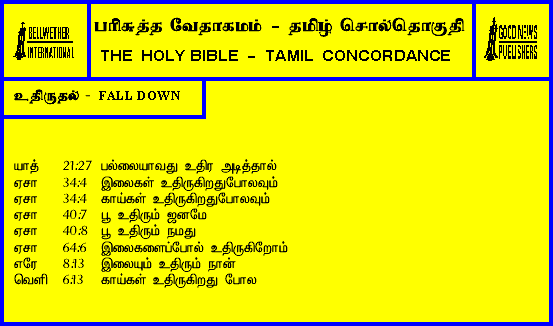 BELLWETHER
INTERNATIONAL
பரிசுத்த வேதாகமம் - தமிழ் சொல்தொகுதி
THE HOLY BIBLE - TAMIL CONCORDANCE
GOOD NEWS
PUBLISHERS
உதிருதல் - FALL DOWN
யாத் 21:27 பல்லையாவது உதிர அடித்தால்
ஏசா 34:4 இலைகள் உதிருகிறதுபோலவும்
ஏசா 34:4 காய்கள் உதிருகிறதுபோலவும்
ஏசா 40:7 பூ உதிரும் ஜனமே
ஏசா 40:8 பூ உதிரும் நமது
ஏசா 64:6 இலைகளைப்போல் உதிருகிறோம்
எரே 8:13 இலையும் உதிரும் நான்
வெளி 6:13 காய்கள் உதிருகிறது போல